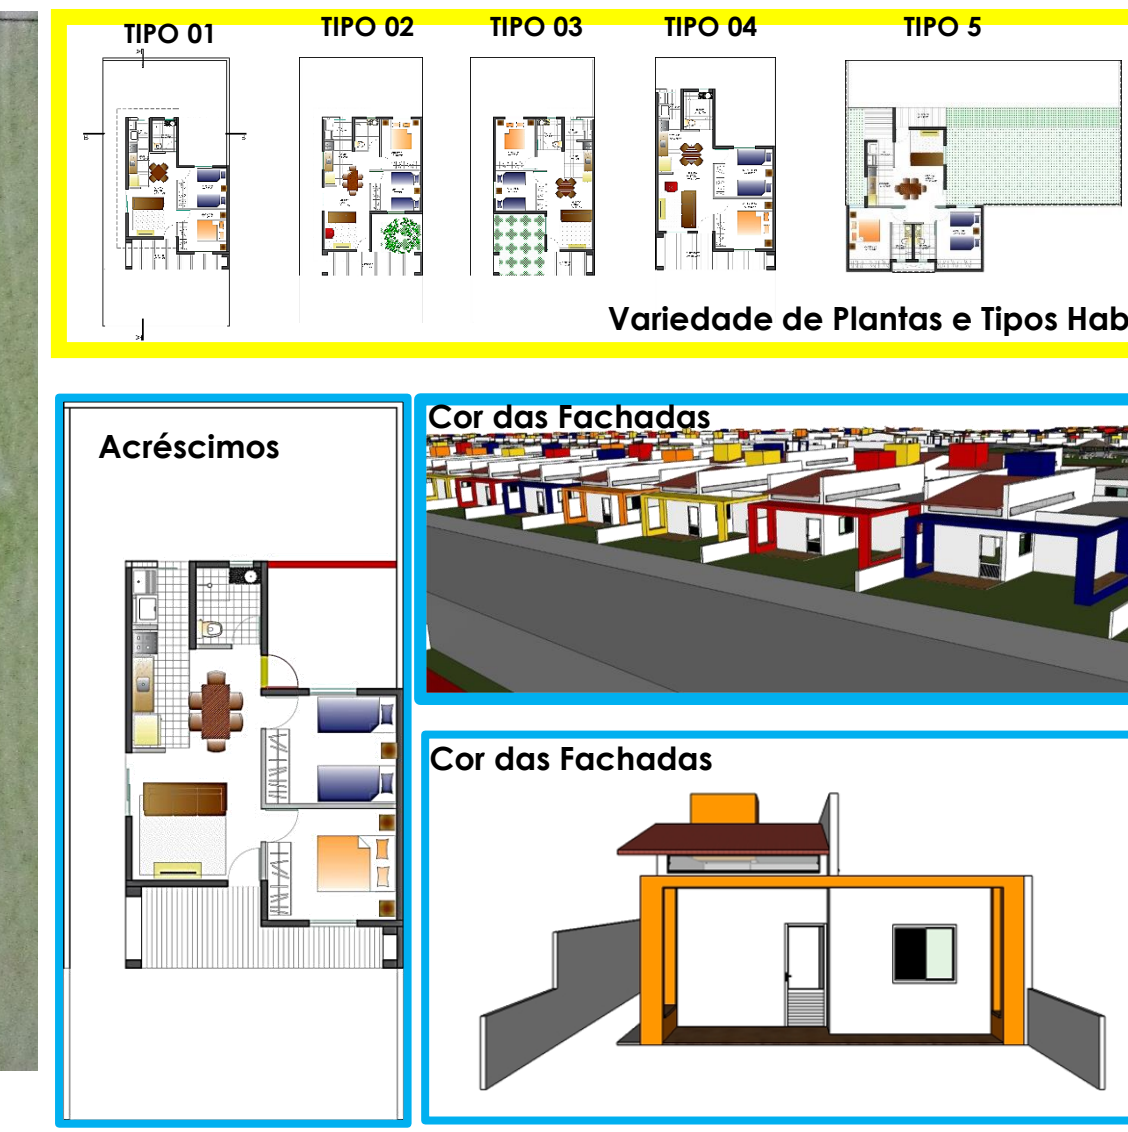 TIPO 01
TIPO 02
TIPO 03
TIPO 04
TIPO 5
Variedade de Plantas e Tipos Hab
Acréscimos
Cor das Fachadas
Cor das Fachadas